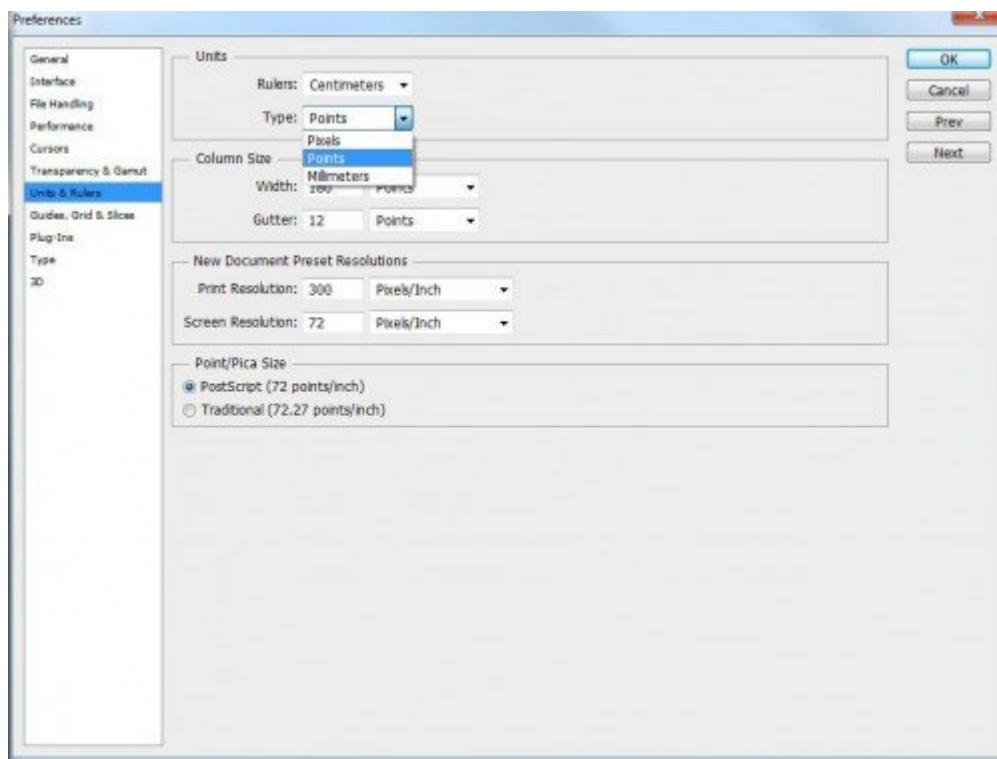 Preferences
General
Interface
File Handling
Performance
Cursors
Transparency & Gamut
Units & Rulers
Guides, Grid & Slices
Plug-Ins
Type
3D
Units
Rulers: Centimeters
Type: Points
Pixels
Points
Millimeters
Column Size
Width: 180 Points
Gutter: 12 Points
New Document Preset Resolutions
Print Resolution: 300 Pixels/Inch
Screen Resolution: 72 Pixels/Inch
Point/Pica Size
PostScript (72 points/inch)
Traditional (72.27 points/inch)
OK
Cancel
Prev
Next